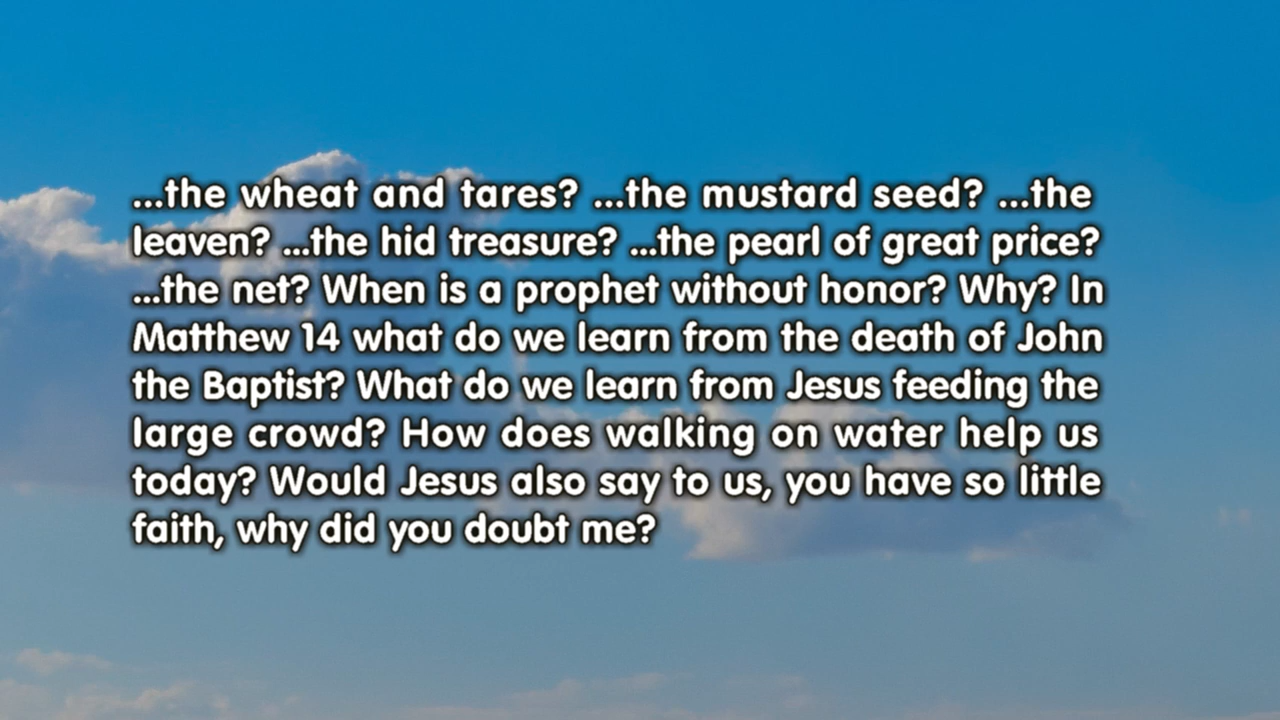 ...the wheat and tares? ...the mustard seed? ...the
leaven? ...the hid treasure? ...the pearl of great price?
...the net? When is a prophet without honor? Why? In
Matthew 14 what do we learn from the death of John
the Baptist? What do we learn from Jesus feeding the
large crowd? How does walking on water help us
today? Would Jesus also say to us, you have so little
faith, why did you doubt me?